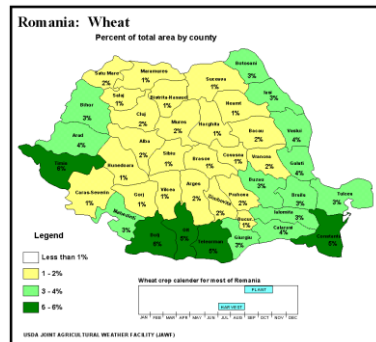 Romania: Wheat
Percent of total area by county
Botosani
3%
Satu Mare
2%
Maramures
1%
Suceava
1%
Iasi
3%
Salaj
1%
Bistrita-Nasaud
1%
Neamt
1%
Bihor
3%
Cluj
2%
Mures
2%
Harghita
1%
Bacau
2%
Vaslui
4%
Arad
4%
Alba
2%
Sibiu
1%
Brasov
1%
Covasna
1%
Vrancea
2%
Galati
4%
Timis
6%
Hunedoara
1%
Caras-Severin
1%
Gorj
1%
Valcea
1%
Arges
2%
Dambovita
2%
Prahova
2%
Buzau
3%
Braila
3%
Tulcea
3%
Mehedinti
3%
Dolj
6%
Olt
5%
Teleorman
6%
Giurgiu
3%
Bucur.
1%
Ialomita
3%
Calarasi
4%
Constanta
5%
Legend
Less than 1%
1 - 2%
3 - 4%
5 - 6%
Wheat crop calender for most of Romania
PLANT
HARVEST
JAN FEB MAR APR MAY JUN JUL AUG SEP OCT NOV DEC
USDA JOINT AGRICULTURAL WEATHER FACILITY (JAWF)